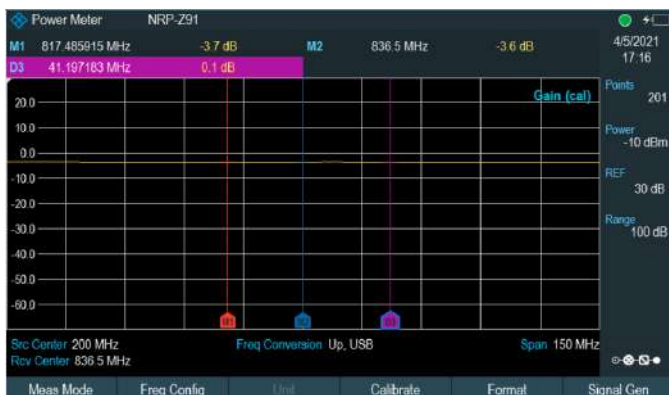 Power Meter NRP-Z91
M1 817.485915 MHz -3.7 dB M2 836.5 MHz -3.6 dB
D3 41.197183 MHz 0.1 dB
4/5/2021
17:16
Gain (cal)
20.0
10.0
0.0
-10.0
-20.0
-30.0
-40.0
-50.0
-60.0
M1 M2 D3
Points
201
Power
-10 dBm
REF
30 dB
Range
100 dB
Src Center 200 MHz Freq Conversion Up, USB Span 150 MHz
Rcv Center 836.5 MHz
Meas Mode Freq Config Unit Calibrate Format Signal Gen